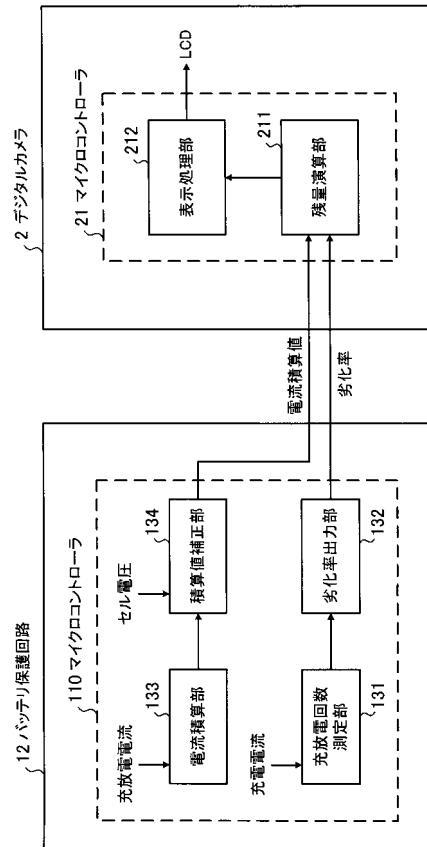 12 バッテリ保護回路
110 マイクロコントローラ
充放電電流
133
電流積算部
セル電圧
134
積算値補正部
充電電流
充放電回数
測定部
131
劣化率出力部
132
電流積算値
劣化率
2 デジタルカメラ
21 マイクロコントローラ
212
表示処理部
LCD
211
残量演算部